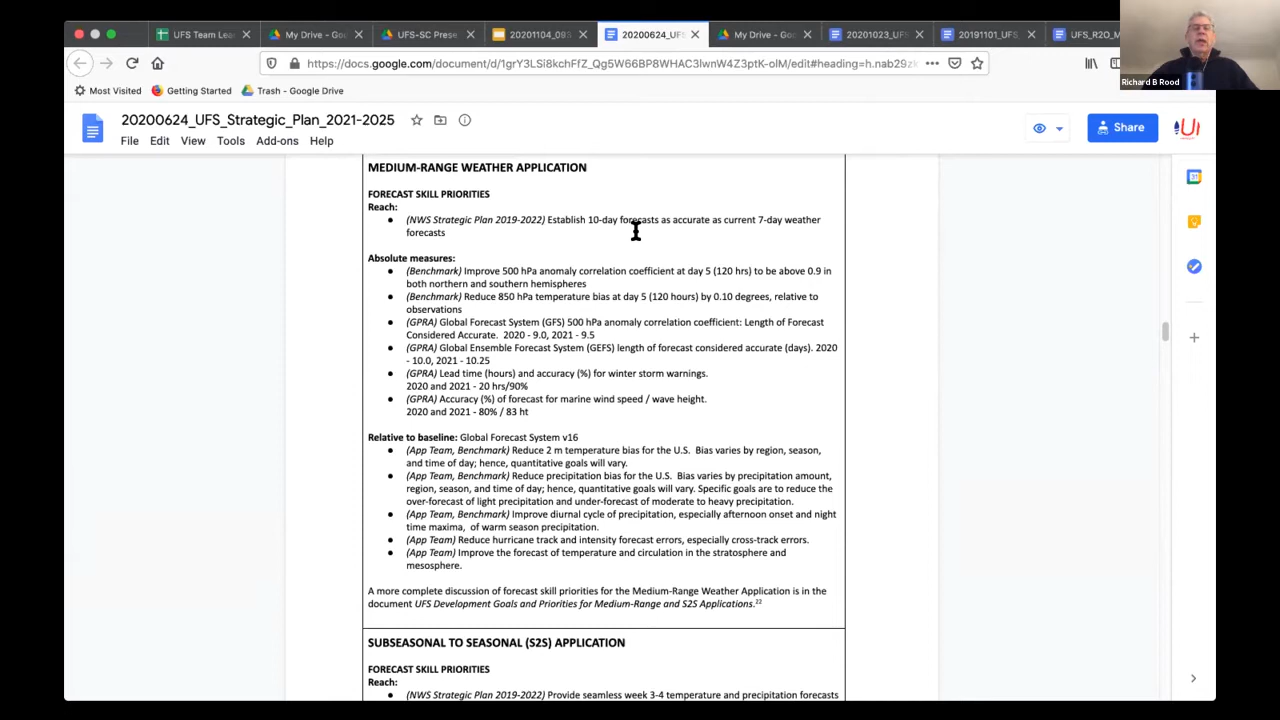 UFS Team Lea
My Drive - Goo
UFS-SC Prese
20201104_093
20200624_UFS
My Drive - Goo
20201023_UFS
20191101_UFS
UFS_R2O_M
https://docs.google.com/document/d/1grY3LSi8kchFfZ_Qg5W66BP8WHAC3IwnW4Z3ptK-olM/edit#heading=h.nab29z
Most Visited
Getting Started
Trash - Google Drive
Richard B Rood
20200624_UFS_Strategic_Plan_2021-2025
File Edit View Tools Add-ons Help
Share
31
MEDIUM-RANGE WEATHER APPLICATION
FORECAST SKILL PRIORITIES
Reach:
● (NWS Strategic Plan 2019-2022) Establish 10-day forecasts as accurate as current 7-day weather
forecasts
Absolute measures:
● (Benchmark) Improve 500 hPa anomaly correlation coefficient at day 5 (120 hrs) to be above 0.9 in
both northern and southern hemispheres
● (Benchmark) Reduce 850 hPa temperature bias at day 5 (120 hours) by 0.10 degrees, relative to
observations
● (GPRA) Global Forecast System (GFS) 500 hPa anomaly correlation coefficient: Length of Forecast
Considered Accurate. 2020 - 9.0, 2021 - 9.5
● (GPRA) Global Ensemble Forecast System (GEFS) length of forecast considered accurate (days). 2020
- 10.0, 2021 - 10.25
● (GPRA) Lead time (hours) and accuracy (%) for winter storm warnings.
2020 and 2021 - 20 hrs/90%
● (GPRA) Accuracy (%) of forecast for marine wind speed / wave height.
2020 and 2021 - 80% / 83 ht
Relative to baseline: Global Forecast System v16
● (App Team, Benchmark) Reduce 2 m temperature bias for the U.S. Bias varies by region, season,
and time of day; hence, quantitative goals will vary.
● (App Team, Benchmark) Reduce precipitation bias for the U.S. Bias varies by precipitation amount,
region, season, and time of day; hence, quantitative goals will vary. Specific goals are to reduce the
over-forecast of light precipitation and under-forecast of moderate to heavy precipitation.
● (App Team, Benchmark) Improve diurnal cycle of precipitation, especially afternoon onset and night
time maxima, of warm season precipitation.
● (App Team) Reduce hurricane track and intensity forecast errors, especially cross-track errors.
● (App Team) Improve the forecast of temperature and circulation in the stratosphere and
mesosphere.
A more complete discussion of forecast skill priorities for the Medium-Range Weather Application is in the
document UFS Development Goals and Priorities for Medium-Range and S2S Applications.22
SUBSEASONAL TO SEASONAL (S2S) APPLICATION
FORECAST SKILL PRIORITIES
Reach:
● (NWS Strategic Plan 2019-2022) Provide seamless week 3-4 temperature and precipitation forecasts